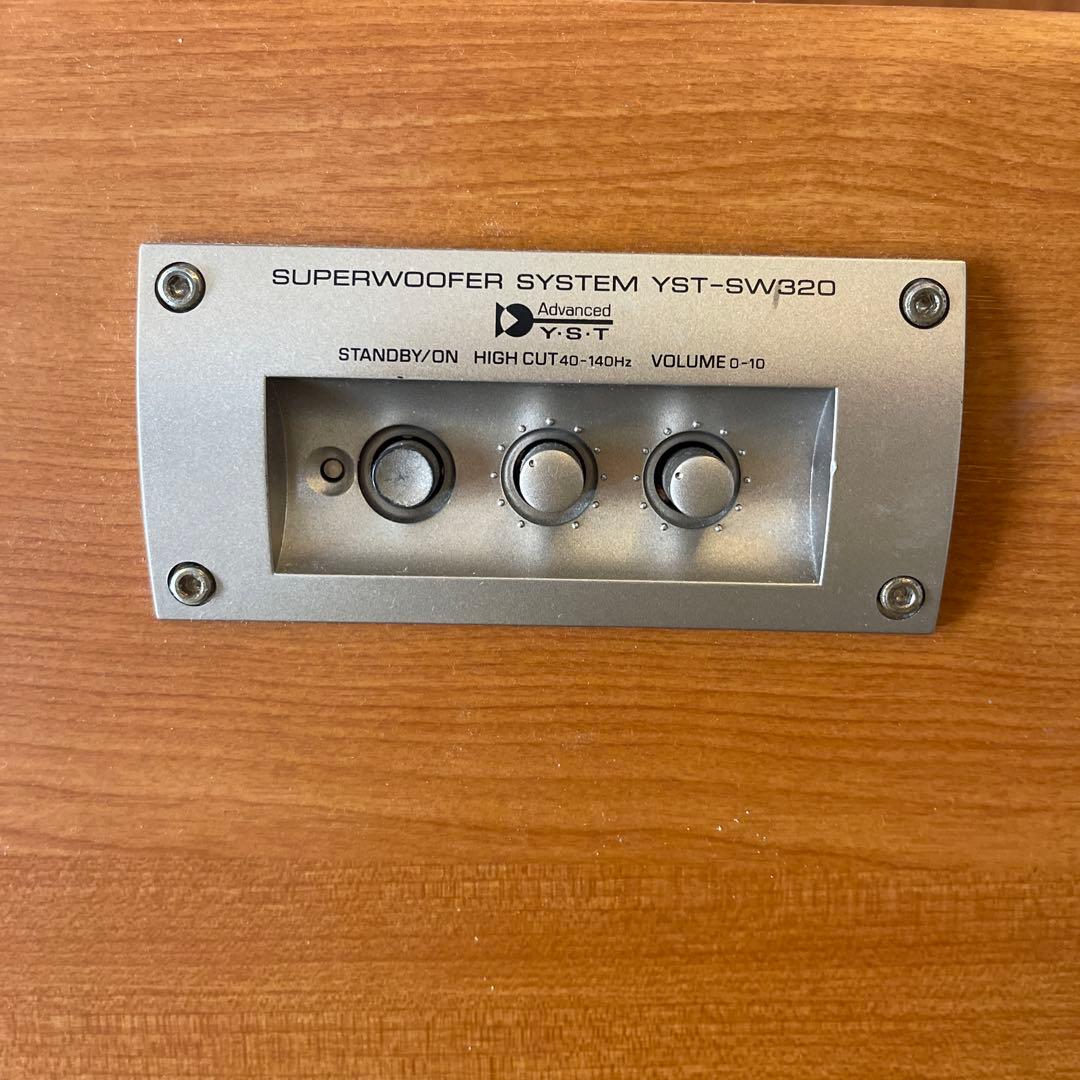 SUPERWOOFER SYSTEM YST-SW320
Advanced
Y·S·T
STANDBY/ON HIGH CUT 40-140Hz VOLUME 0-10